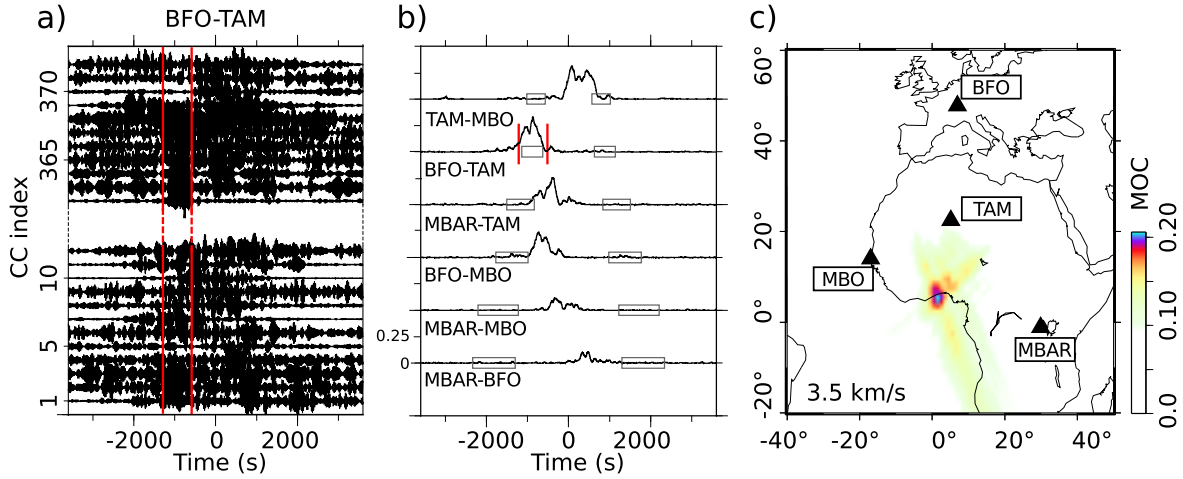 a)
BFO-TAM
CC index
370
365
10
5
1
-2000 0 2000
Time (s)
b)
TAM-MBO
BFO-TAM
MBAR-TAM
BFO-MBO
MBAR-MBO
MBAR-BFO
0.25
0
-2000 0 2000
Time (s)
c)
60°
40°
20°
0°
-20°
BFO
TAM
MBO
MBAR
3.5 km/s
-40° -20° 0° 20° 40°
MOC
0.20
0.10
0.0